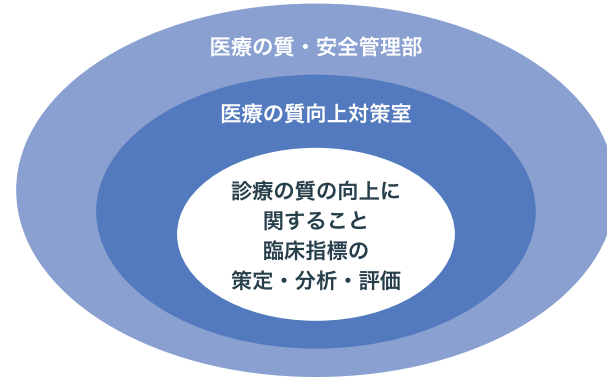 医療の質・安全管理部
医療の質向上対策室
診療の質の向上に
関すること
臨床指標の
策定・分析・評価